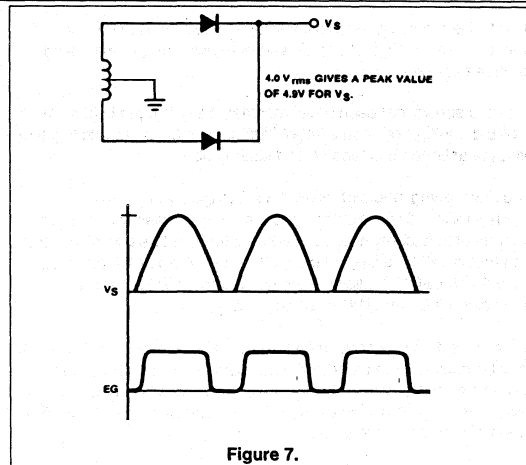 VS
4.0 Vrms GIVES A PEAK VALUE
OF 4.9V FOR VS.
VS
EG
Figure 7.